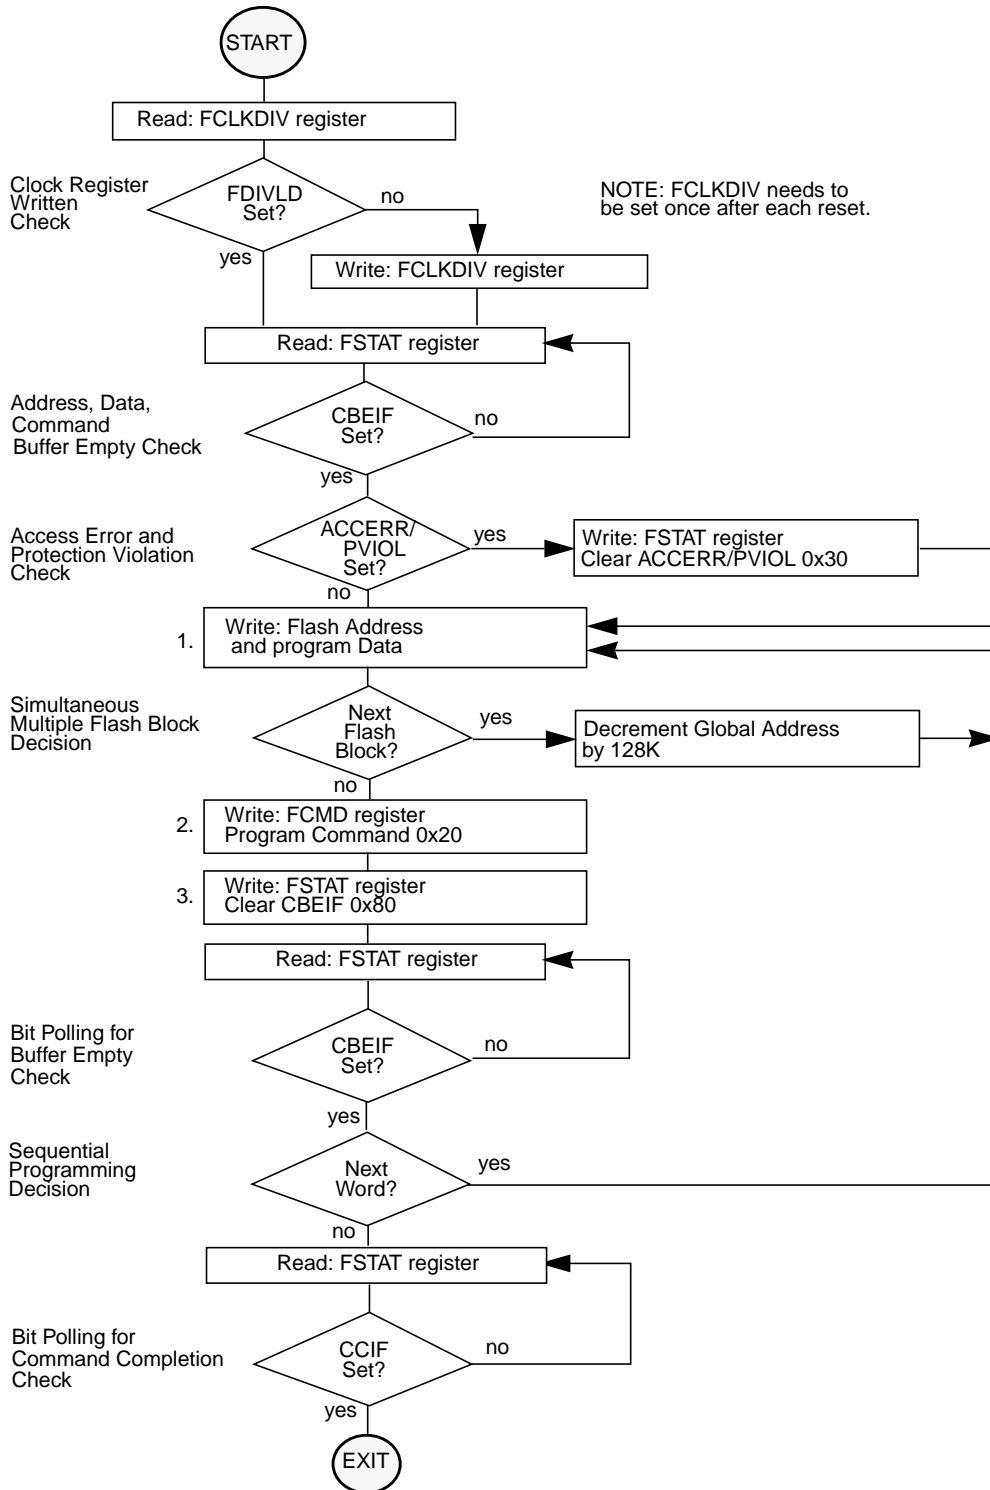 START
Read: FCLKDIV register
Clock Register
Written
Check
FDIVLD
Set?
no
yes
NOTE: FCLKDIV needs to
be set once after each reset.
Write: FCLKDIV register
Read: FSTAT register
Address, Data,
Command
Buffer Empty Check
CBEIF
Set?
no
yes
Access Error and
Protection Violation
Check
ACCERR/
PVIOL
Set?
yes
no
Write: FSTAT register
Clear ACCERR/PVIOL 0x30
1.
Write: Flash Address
and program Data
Simultaneous
Multiple Flash Block
Decision
Next
Flash
Block?
yes
no
Decrement Global Address
by 128K
2.
Write: FCMD register
Program Command 0x20
3.
Write: FSTAT register
Clear CBEIF 0x80
Read: FSTAT register
Bit Polling for
Buffer Empty
Check
CBEIF
Set?
no
yes
Sequential
Programming
Decision
Next
Word?
yes
no
Read: FSTAT register
Bit Polling for
Command Completion
Check
CCIF
Set?
no
yes
EXIT